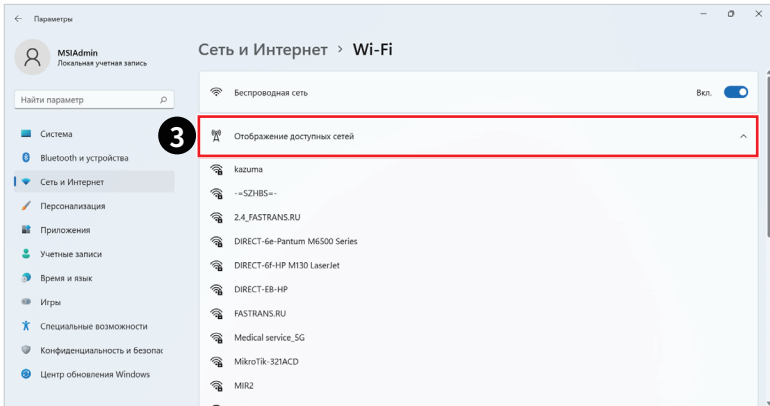 Параметры
MSIAdmin
Локальная учетная запись
Найти параметр
Система
Bluetooth и устройства
Сеть и Интернет
Персонализация
Приложения
Учетные записи
Время и язык
Игры
Специальные возможности
Конфиденциальность и безопас
Центр обновления Windows
Сеть и Интернет > Wi-Fi
Беспроводная сеть Вкл.
3 Отображение доступных сетей
kazuma
-=SZHBS=-
2.4_FASTRANS.RU
DIRECT-6e-Pantum M6500 Series
DIRECT-6f-HP M130 LaserJet
DIRECT-EB-HP
FASTRANS.RU
Medical service_5G
MikroTik-321ACD
MIR2